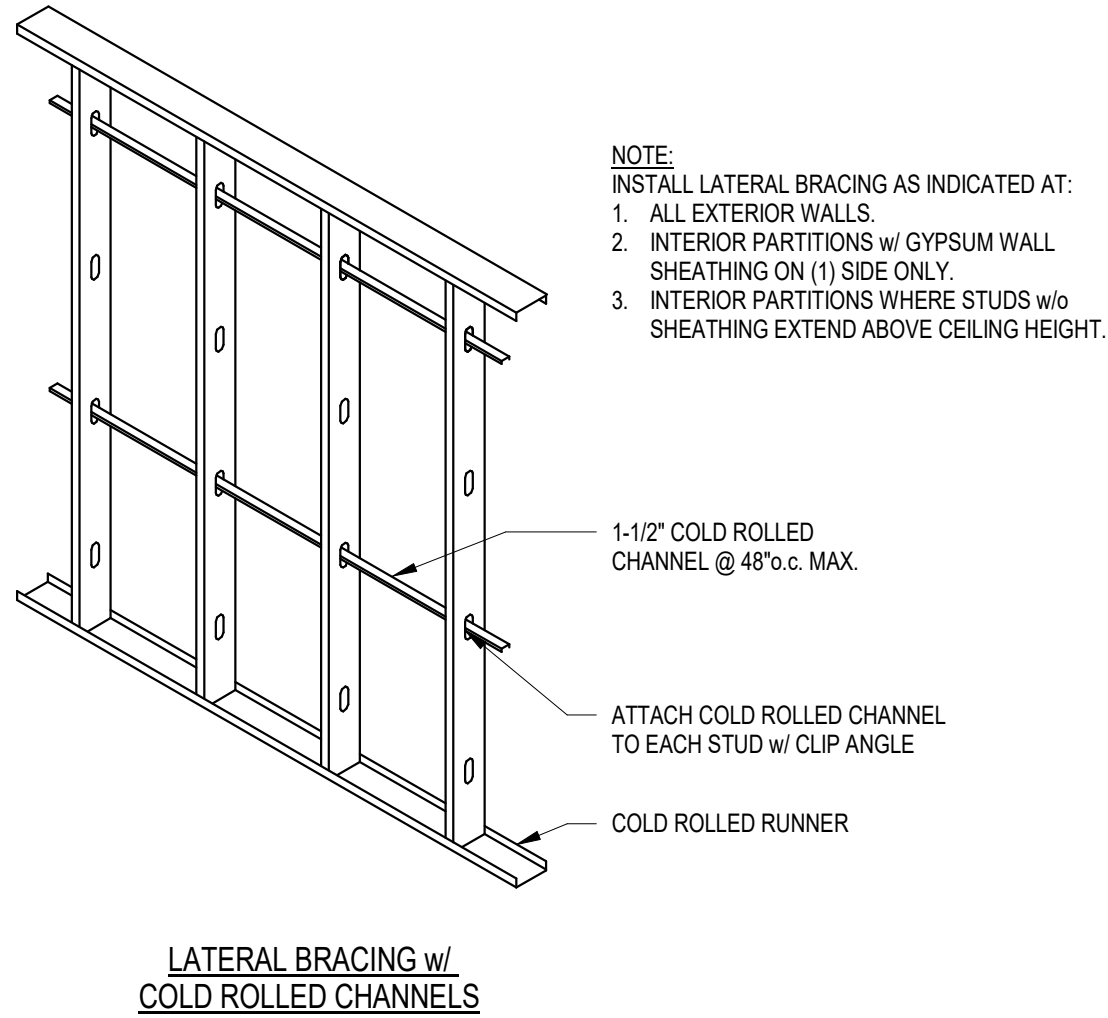 NOTE:
INSTALL LATERAL BRACING AS INDICATED AT:
1. ALL EXTERIOR WALLS.
2. INTERIOR PARTITIONS w/ GYPSUM WALL
SHEATHING ON (1) SIDE ONLY.
3. INTERIOR PARTITIONS WHERE STUDS w/o
SHEATHING EXTEND ABOVE CEILING HEIGHT.
1-1/2" COLD ROLLED
CHANNEL @ 48"o.c. MAX.
ATTACH COLD ROLLED CHANNEL
TO EACH STUD w/ CLIP ANGLE
COLD ROLLED RUNNER
LATERAL BRACING w/
COLD ROLLED CHANNELS